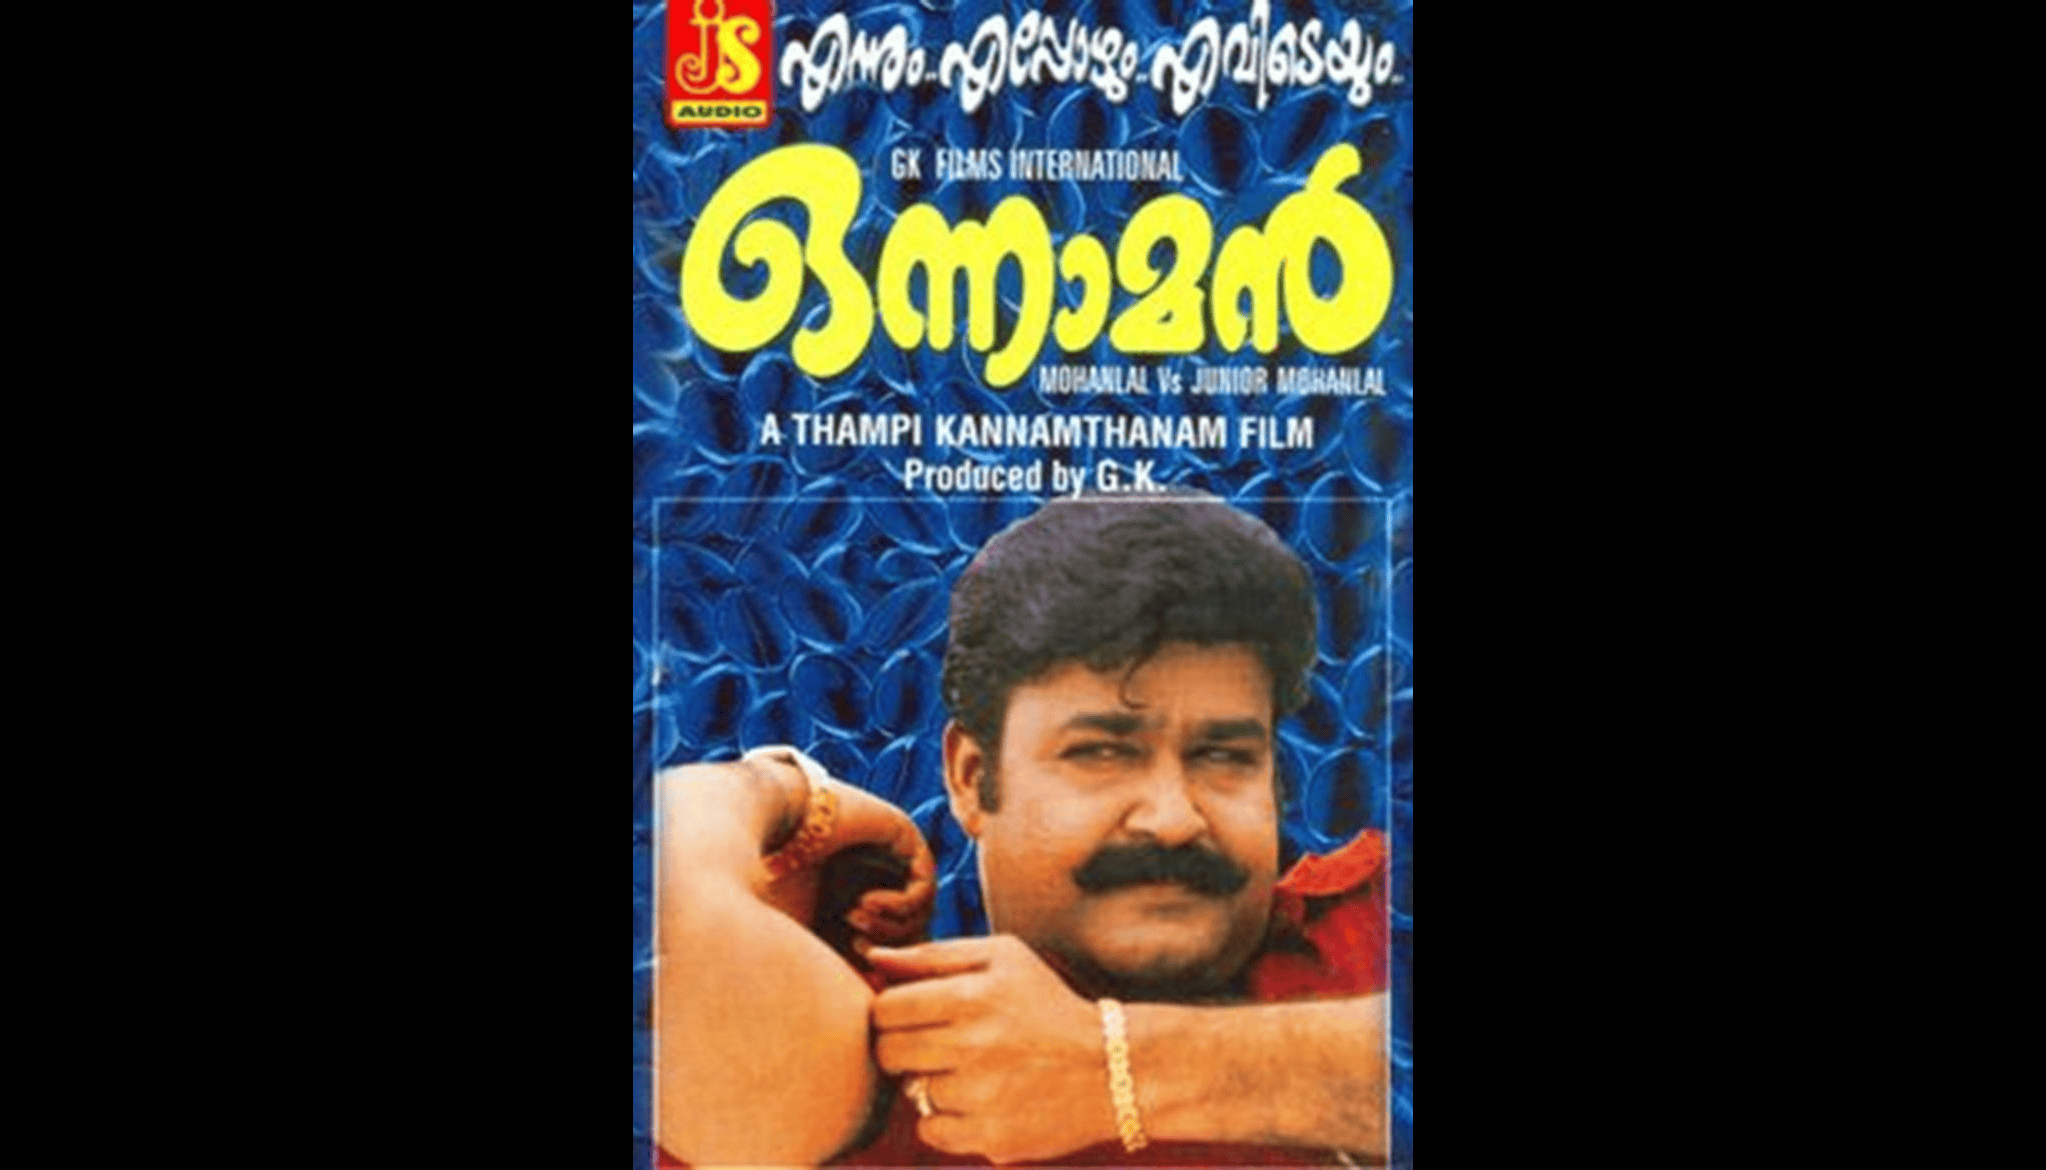 JS
AUDIO
എന്നും.. എപ്പോഴും.. എവിടെയും..
GK FILMS INTERNATIONAL
ഒന്നാമൻ
MOHANLAL Vs JUNIOR MOHANLAL
A THAMPI KANNAMTHANAM FILM
Produced by G.K.